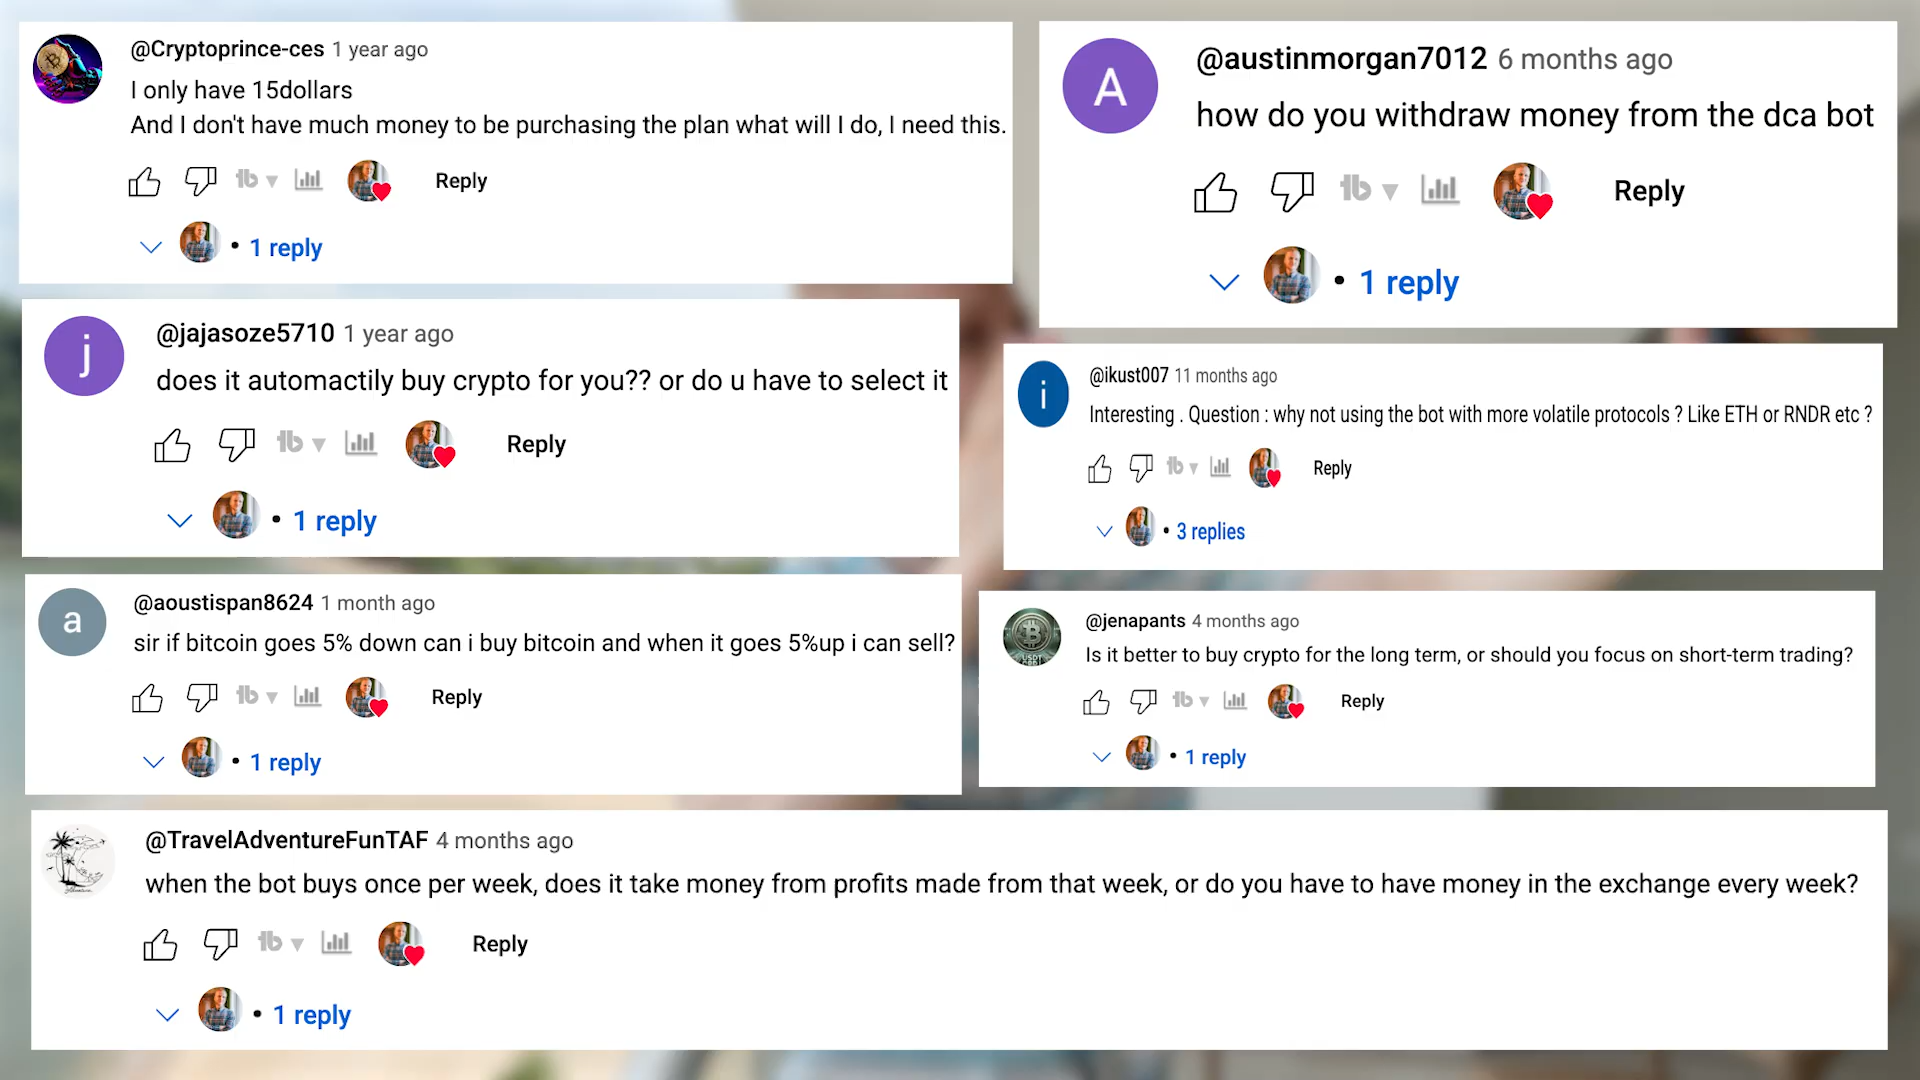 @Cryptoprince-ces 1 year ago
I only have 15dollars
And I don't have much money to be purchasing the plan what will I do, I need this.
Reply
1 reply
@austinmorgan7012 6 months ago
A
how do you withdraw money from the dca bot
Reply
1 reply
@jajasoze5710 1 year ago
j
does it automactily buy crypto for you?? or do u have to select it
Reply
1 reply
@ikust007 11 months ago
i
Interesting . Question : why not using the bot with more volatile protocols ? Like ETH or RNDR etc ?
Reply
3 replies
@aoustispan8624 1 month ago
a
sir if bitcoin goes 5% down can i buy bitcoin and when it goes 5%up i can sell?
Reply
1 reply
@jenapants 4 months ago
Is it better to buy crypto for the long term, or should you focus on short-term trading?
Reply
1 reply
@TravelAdventureFunTAF 4 months ago
when the bot buys once per week, does it take money from profits made from that week, or do you have to have money in the exchange every week?
Reply
1 reply